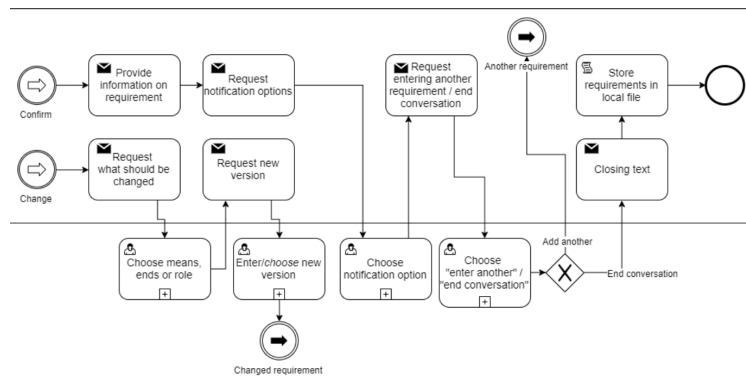 Confirm
Provide
information on
requirement
Request
notification options
Request
entering another
requirement / end
conversation
Another requirement
Store
requirements in
local file
Change
Request
what should be
changed
Request new
version
Closing text
Choose means,
ends or role
Enter/choose new
version
Choose
notification option
Choose
"enter another" /
"end conversation"
Add another
End conversation
Changed requirement